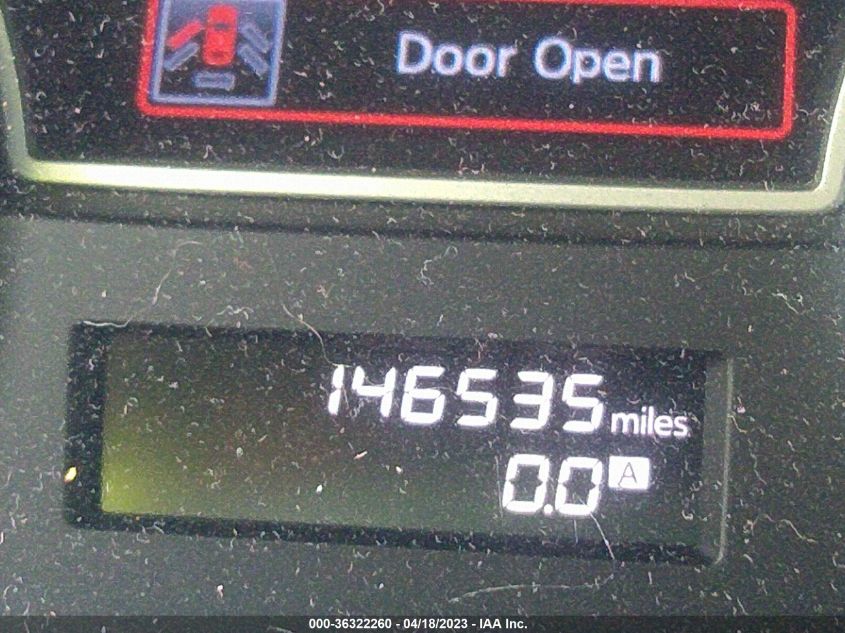 Door Open
146535 miles
0.0 A
000-36322260 - 04/18/2023 - IAA Inc.